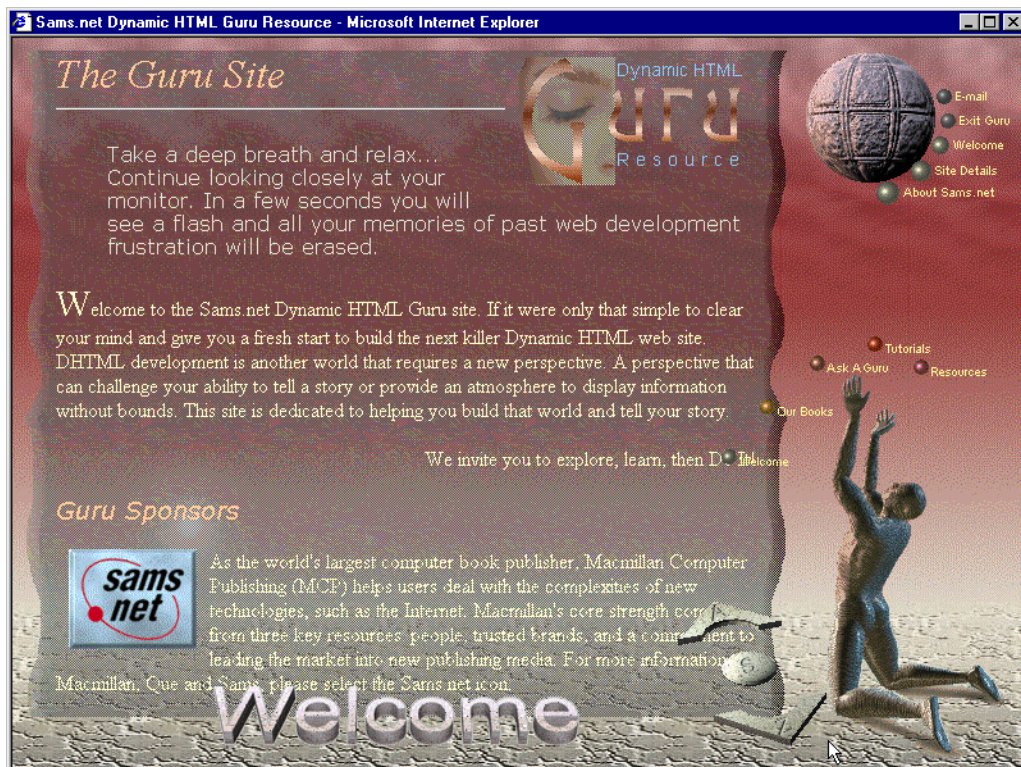 Sams.net Dynamic HTML Guru Resource - Microsoft Internet Explorer
The Guru Site
Dynamic HTML
Guru
Resource
Take a deep breath and relax...
Continue looking closely at your
monitor. In a few seconds you will
see a flash and all your memories of past web development
frustration will be erased.
Welcome to the Sams.net Dynamic HTML Guru site. If it were only that simple to clear
your mind and give you a fresh start to build the next killer Dynamic HTML web site.
DHTML development is another world that requires a new perspective. A perspective that
can challenge your ability to tell a story or provide an atmosphere to display information
without bounds. This site is dedicated to helping you build that world and tell your story.
We invite you to explore, learn, then
Guru Sponsors
sams
net
As the world's largest computer book publisher, Macmillan Computer
Publishing (MCP) helps users deal with the complexities of new
technologies, such as the Internet. Macmillan's core strength
from three key resources: people, trusted brands, and a to
leading the market into new publishing media. For more information
Macmillan, Que and Sams, please select the Sams.net icon.
Welcome
E-mail
Exit Guru
Welcome
Site Details
About Sams.net
Tutorials
Ask A Guru
Resources
Our Books
Welcome
A
S